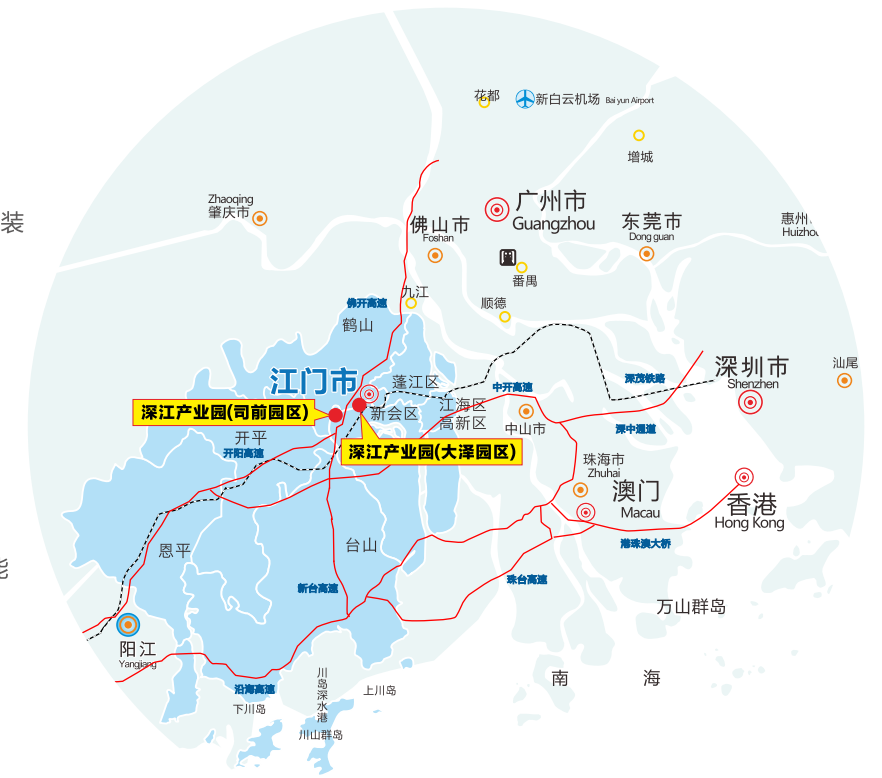 花都
新白云机场 Bai yun Airport
增城
Zhaoqing
肇庆市
装
广州市
Guangzhou
佛山市
Foshan
东莞市
Dong guan
惠州
Huizhou
番禺
九江
顺德
佛开高速
鹤山
深圳市
Shenzhen
汕尾
江门市
蓬江区
深茂铁路
中开高速
深江产业园(司前园区)
新会区
江海区
高新区
中山市
深中通道
开平
开阳高速
深江产业园(大泽园区)
珠海市
Zhuhai
澳门
Macau
香港
Hong Kong
恩平
台山
港珠澳大桥
新台高速
珠台高速
万山群岛
阳江
Yangjiang
南 海
沿海高速
川岛深水港
上川岛
下川岛
川山群岛